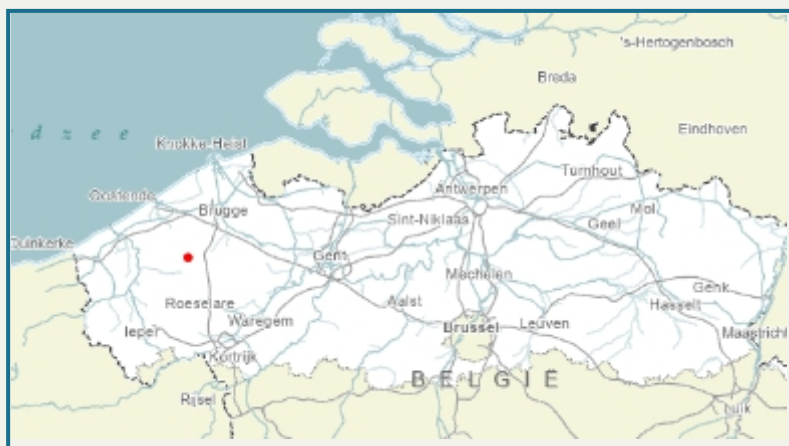 's-Hertogenbosch
Breda
Eindhoven
dzee
Knokke-Heist
Turnhout
Antwerpen
Oostende
Brugge
Sint-Niklaas
Mol
Geel
Duinkerke
Gent
Mechelen
Genk
Roeselare
Aalst
Hasselt
Ieper
Waregem
Brussel
Leuven
Maastricht
Kortrijk
BELGIË
Rijsel
Luik